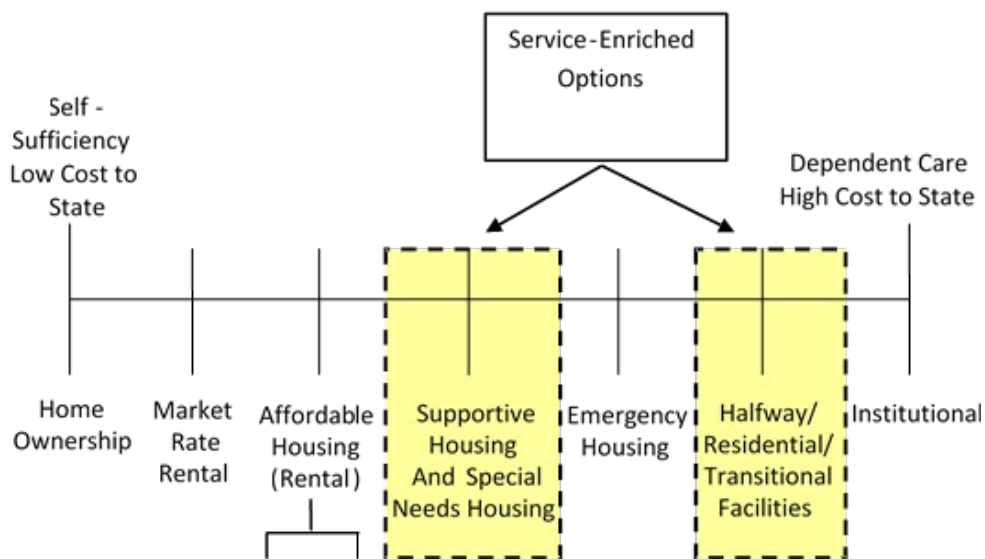 Service-Enriched
Options
Self -
Sufficiency
Low Cost to
State
Dependent Care
High Cost to State
Home
Ownership
Market
Rate
Rental
Affordable
Housing
(Rental)
Supportive
Housing
And Special
Needs Housing
Emergency
Housing
Halfway/
Residential/
Transitional
Facilities
Institutional